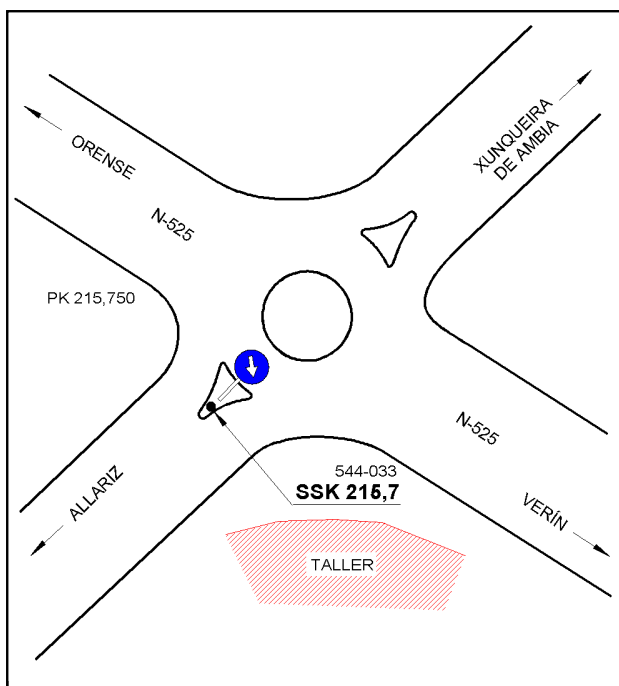 XUNQUEIRA
DE AMBIA
ORENSE
N-525
PK 215,750
N-525
544-033
SSK 215,7
ALLARIZ
VERÍN
TALLER